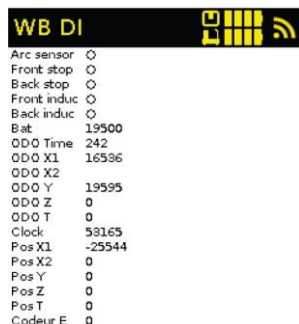 WB DI
Arc sensor
Front stop
Back stop
Front induc
Back induc
Bat 19500
ODO Time 242
ODO X1 16536
ODO X2
ODO Y 19595
ODO Z 0
ODO T 0
Clock 53165
Pos X1 -25544
Pos X2 0
Pos Y 0
Pos Z 0
Pos T 0
Codeur E 0